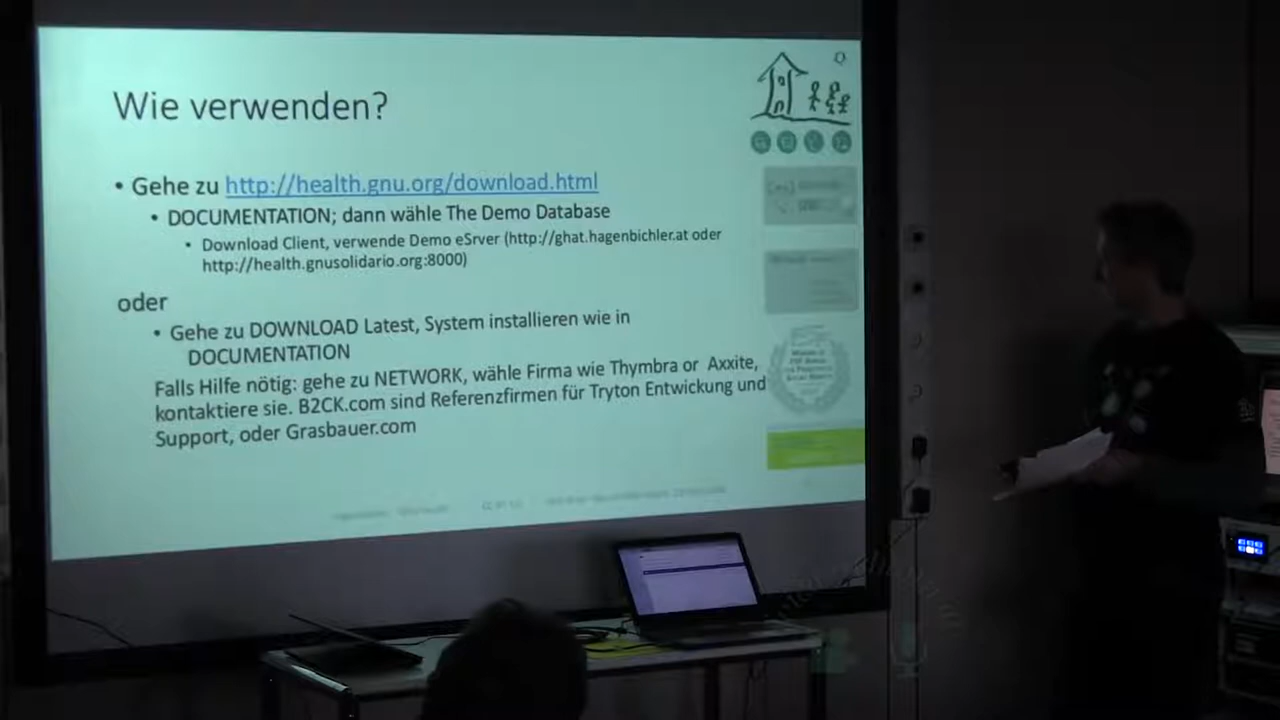 Wie verwenden?
• Gehe zu http://health.gnu.org/download.html
• DOCUMENTATION; dann wähle The Demo Database
• Download Client, verwende Demo eSrver (http://ghat.hagenbichler.at oder
http://health.gnusolidario.org:8000)
oder
• Gehe zu DOWNLOAD Latest, System installieren wie in
DOCUMENTATION
Falls Hilfe nötig: gehe zu NETWORK, wähle Firma wie Thymbra or Axxite,
kontaktiere sie. B2CK.com sind Referenzfirmen für Tryton Entwickung und
Support, oder Grasbauer.com